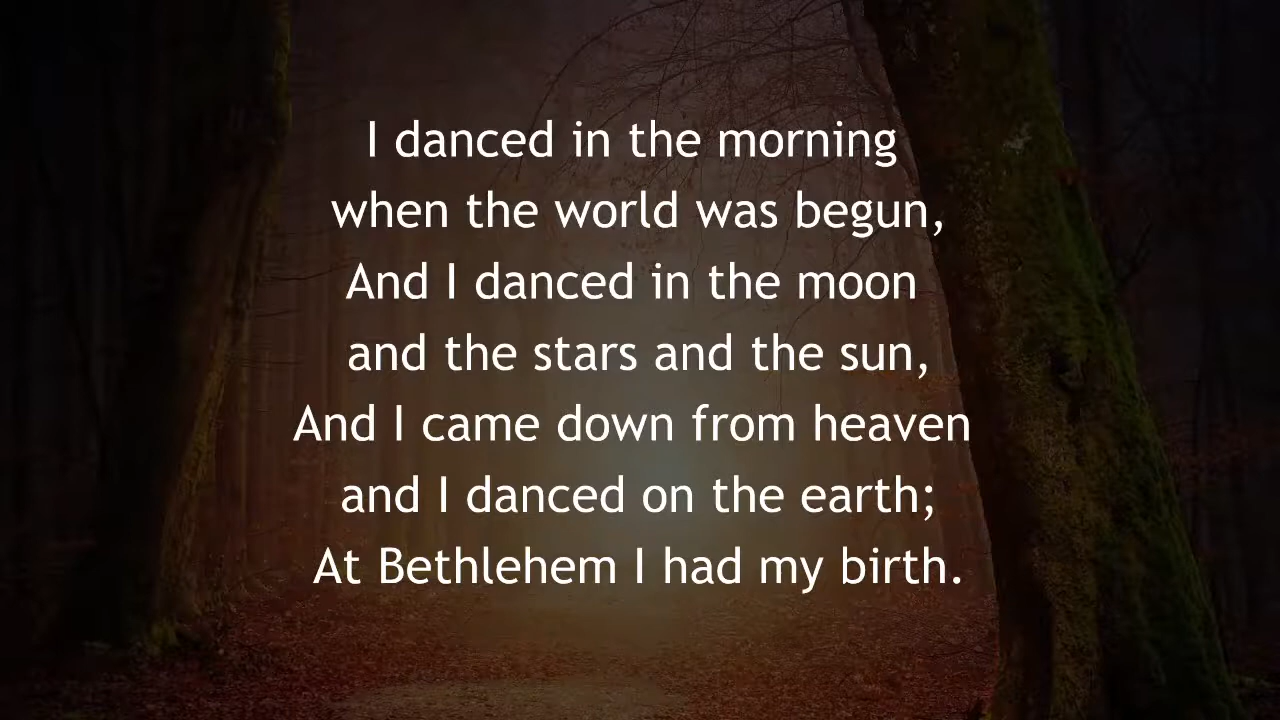 I danced in the morning
when the world was begun,
And I danced in the moon
and the stars and the sun,
And I came down from heaven
and I danced on the earth;
At Bethlehem I had my birth.